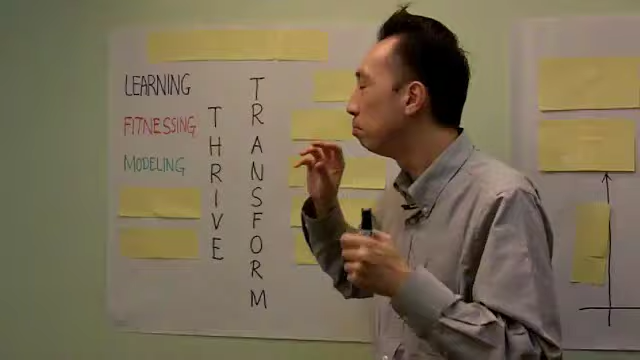 LEARNING
FITNESSING
MODELING
THRIVE
TRANSFORM